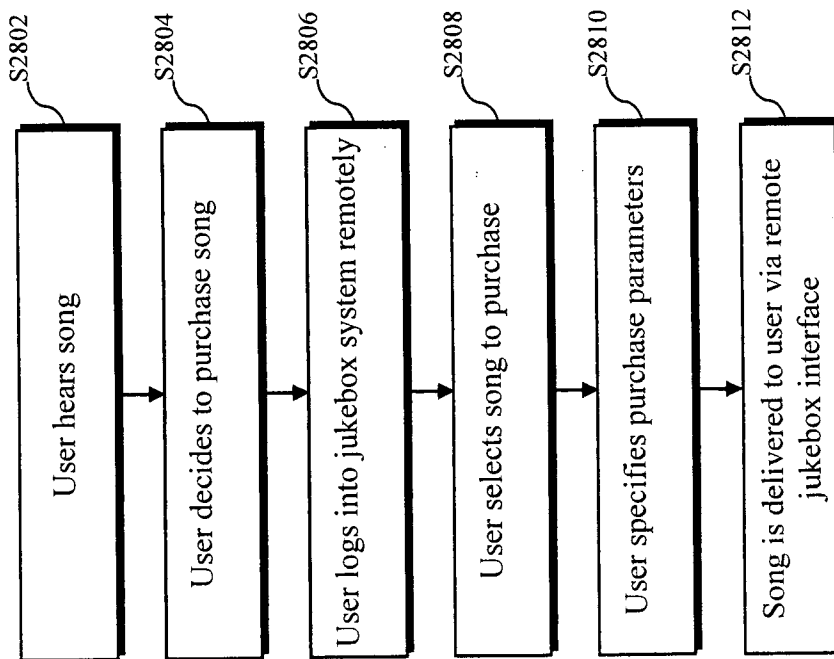 S2802
User hears song
S2804
User decides to purchase song
S2806
User logs into jukebox system remotely
S2808
User selects song to purchase
S2810
User specifies purchase parameters
S2812
Song is delivered to user via remote
jukebox interface